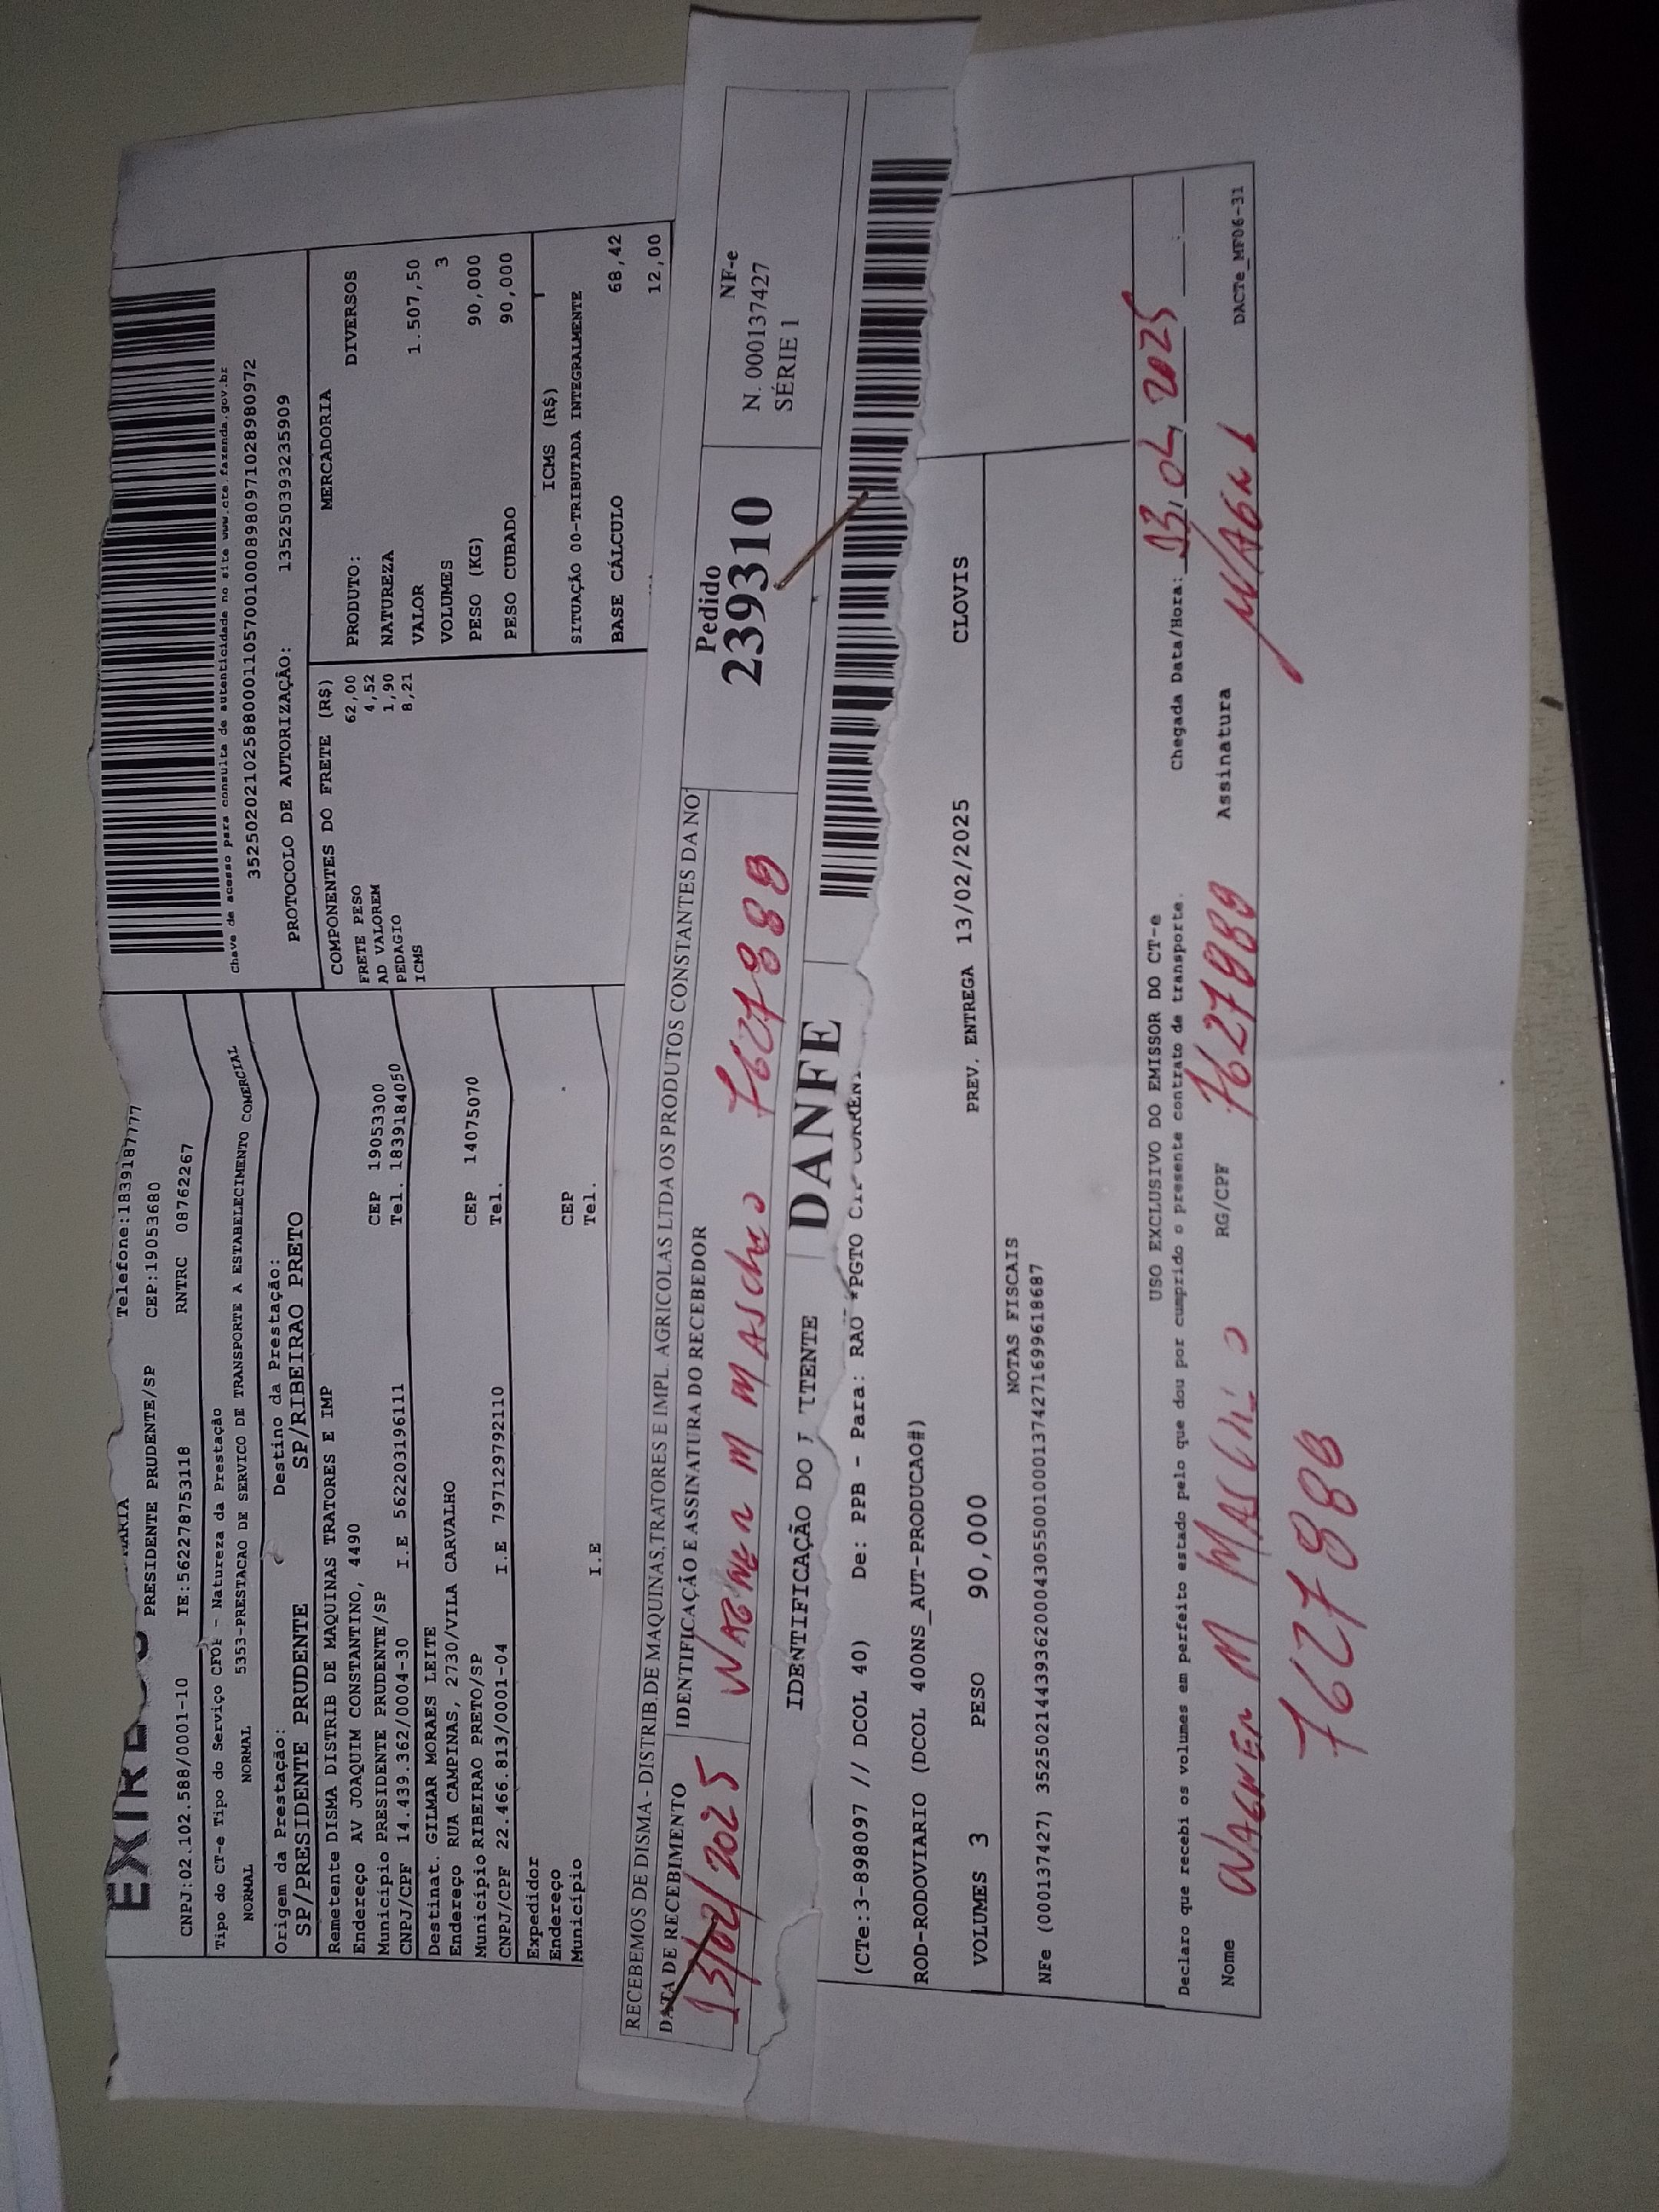 Telefone:1839187777
PRESIDENTE PRUDENTE/SP CEP:19053680
CNPJ:02.102.588/0001-10 IE:562278753118 RNTRC 08762267
Tipo do CT-e Tipo do Serviço CFOP - Natureza da Prestação
NORMAL NORMAL 5353-PRESTACAO DE SERVICO DE TRANSPORTE A ESTABELECIMENTO COMERCIAL
Origem da Prestação: Destino da Prestação:
SP/PRESIDENTE PRUDENTE SP/RIBEIRAO PRETO
Remetente DISMA DISTRIB DE MAQUINAS TRATORES E IMP
Endereço AV JOAQUIM CONSTANTINO, 4490 CEP 19053300
Município PRESIDENTE PRUDENTE/SP Tel. 1839184050
CNPJ/CPF 14.439.362/0004-30 I.E 562203196111
Destinat. GILMAR MORAES LEITE
Endereço RUA CAMPINAS, 2730/VILA CARVALHO CEP 14075070
Município RIBEIRAO PRETO/SP Tel.
CNPJ/CPF 22.466.813/0001-04 I.E 797129792110
Expedidor
Endereço CEP
Município Tel.
I.E
Chave de acesso para consulta de autenticidade no site www.cte.fazenda.gov.br
35250202102588000110570010008980971028980972
PROTOCOLO DE AUTORIZAÇÃO: 135250393235909
COMPONENTES DO FRETE (R$)
FRETE PESO 62,00
AD VALOREM 4,52
PEDAGIO 1,90
ICMS 8,21
MERCADORIA
PRODUTO: DIVERSOS
NATUREZA
VALOR 1.507,50
VOLUMES 3
PESO (KG) 90,000
PESO CUBADO 90,000
ICMS (R$)
SITUAÇÃO 00-TRIBUTADA INTEGRALMENTE
BASE CÁLCULO 68,42
12,00
RECEBEMOS DE DISMA - DISTRIB.DE MAQUINAS,TRATORES E IMPL. AGRICOLAS LTDA OS PRODUTOS CONSTANTES DA NO
DATA DE RECEBIMENTO IDENTIFICAÇÃO E ASSINATURA DO RECEBEDOR
13/02/2025 WAGNER M MASCHIO 762788B
Pedido
239310
NF-e
N. 000137427
SÉRIE 1
IDENTIFICAÇÃO DO TENTE DANFE
(CTe:3-898097 // DCOL 40) De: PPB - Para: RAO *PGTO
ROD-RODOVIARIO (DCOL 400NS_AUT-PRODUCAO#)
VOLUMES 3 PESO 90,000 PREV. ENTREGA 13/02/2025 CLOVIS
NOTAS FISCAIS
NFe (000137427) 35250214439362000430550010001374271699618687
USO EXCLUSIVO DO EMISSOR DO CT-e
Declaro que recebi os volumes em perfeito estado pelo que dou por cumprido o presente contrato de transporte. Chegada Data/Hora: 13, 02, 2025 :
Nome WAGNER M MASCHIO RG/CPF 762788 Assinatura
DACTe_MF06-31
762788B